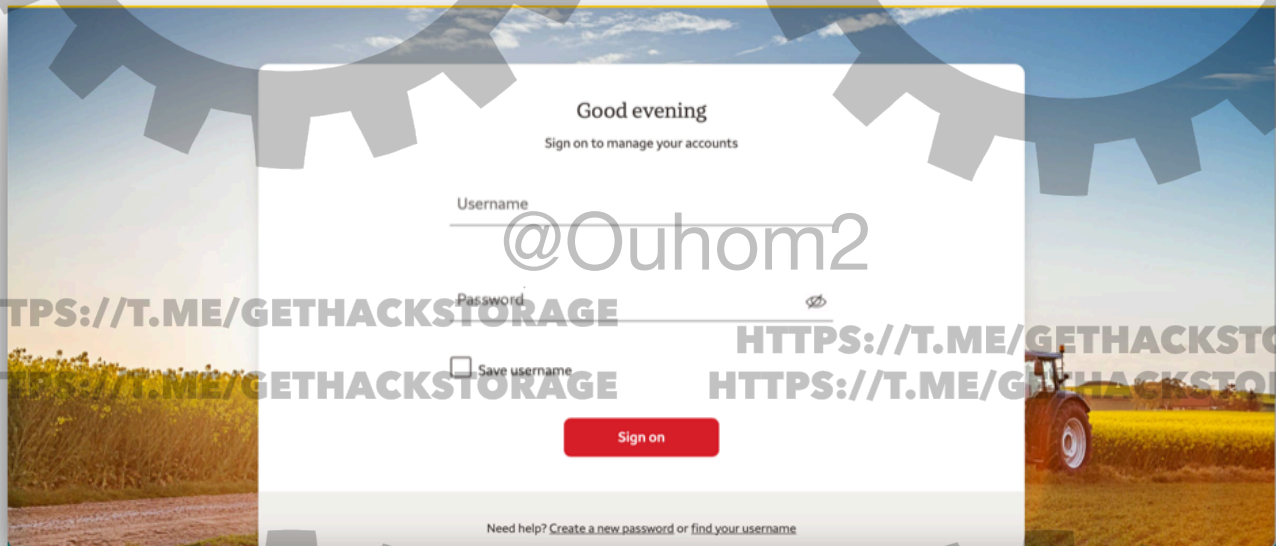 Good evening
Sign on to manage your accounts
Username
@Ouhom2
Password
TPS://T.ME/GETHACKSTORAGE
HTTPS://T.ME/GETHACKSTO
Save username
TPS://T.ME/GETHACKSTORAGE
HTTPS://T.ME/GETHACKSTOR
Sign on
Need help? Create a new password or find your username